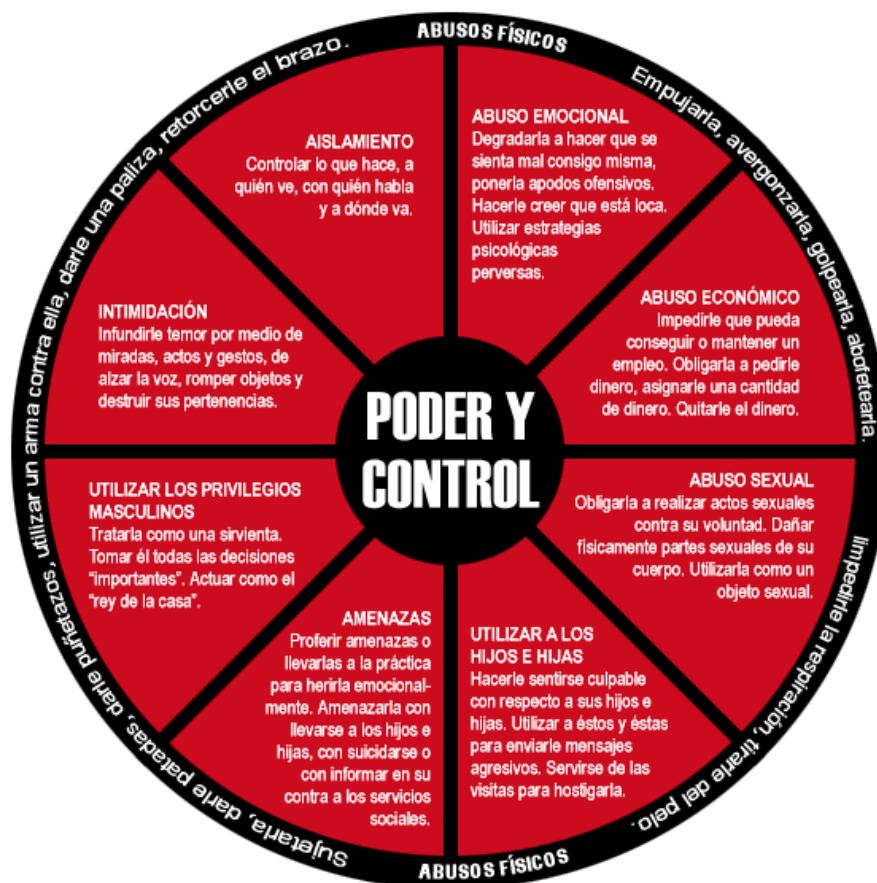 ABUSOS FÍSICOS
Empujarla, avergonzarla, golpearla, abofetearla.
Iimpedirle la respiración, tirarle del pelo.
ABUSOS FÍSICOS
Sujetarla, darle patadas, darle puñetazos, utilizar un arma contra ella, darle una paliza, retorcerle el brazo.
ABUSO EMOCIONAL
Degradarla a hacer que se
sienta mal consigo misma,
ponerla apodos ofensivos.
Hacerle creer que está loca.
Utilizar estrategias
psicológicas
perversas.
ABUSO ECONÓMICO
Impedirle que pueda
conseguir o mantener un
empleo. Obligarla a pedirle
dinero, asignarle una cantidad
de dinero. Quitarle el dinero.
ABUSO SEXUAL
Obligarla a realizar actos sexuales
contra su voluntad. Dañar
fisicamente partes sexuales de su
cuerpo. Utilizarla como un
objeto sexual.
UTILIZAR A LOS
HIJOS E HIJAS
Hacerle sentirse culpable
con respecto a sus hijos e
hijas. Utilizar a éstos y éstas
para enviarle mensajes
agresivos. Servirse de las
visitas para hostigarla.
AMENAZAS
Proferir amenazas o
llevarlas a la práctica
para herirla emocional-
mente. Amenazarla con
llevarse a los hijos e
hijas, con suicidarse o
con informar en su
contra a los servicios
sociales.
UTILIZAR LOS PRIVILEGIOS
MASCULINOS
Tratarla como una sirvienta.
Tomar él todas las decisiones
“importantes”. Actuar como el
“rey de la casa”.
INTIMIDACIÓN
Infundirle temor por medio de
miradas, actos y gestos, de
alzar la voz, romper objetos y
destruir sus pertenencias.
AISLAMIENTO
Controlar lo que hace, a
quién ve, con quién habla
y a dónde va.
PODER Y
CONTROL